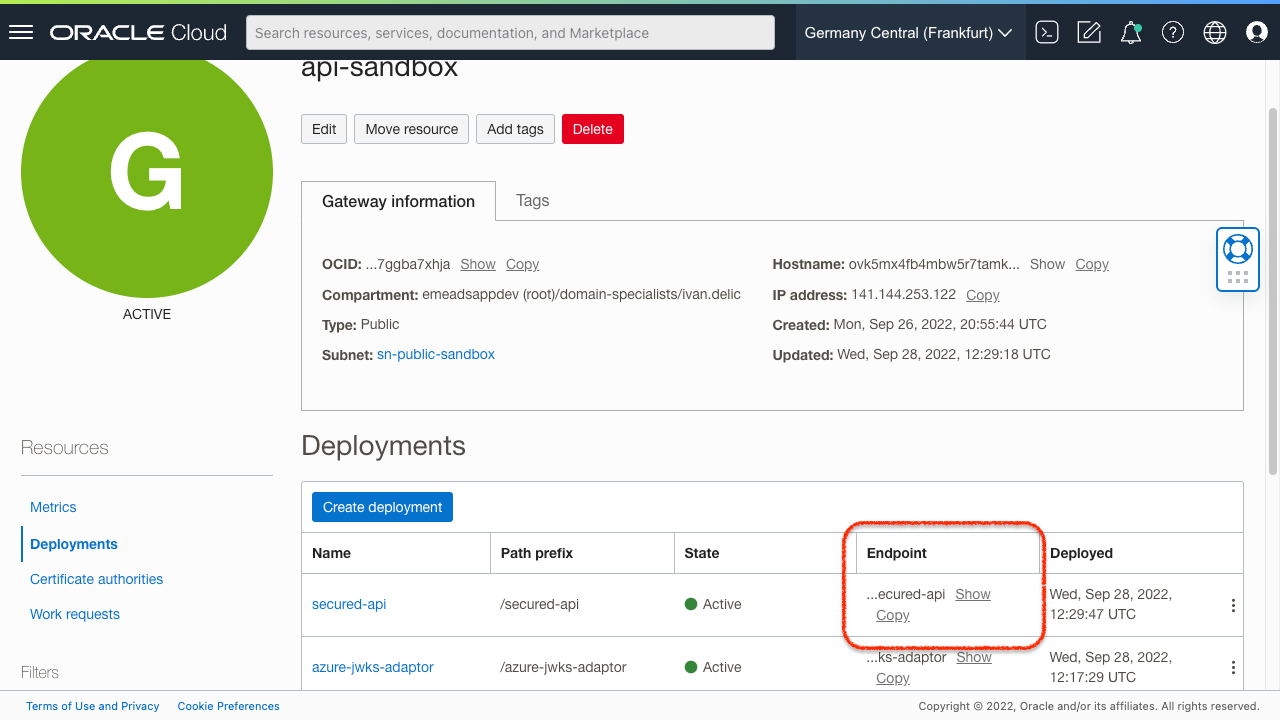 ORACLE Cloud
Search resources, services, documentation, and Marketplace
Germany Central (Frankfurt)
api-sandbox
G
ACTIVE
Edit
Move resource
Add tags
Delete
Gateway information
Tags
OCID: ...7ggba7xhja Show Copy
Compartment: emeadsappdev (root)/domain-specialists/ivan.delic
Type: Public
Subnet: sn-public-sandbox
Hostname: ovk5mx4fb4mbw5r7tamk... Show Copy
IP address: 141.144.253.122 Copy
Created: Mon, Sep 26, 2022, 20:55:44 UTC
Updated: Wed, Sep 28, 2022, 12:29:18 UTC
Resources
Metrics
Deployments
Certificate authorities
Work requests
Filters
Deployments
Create deployment
Name Path prefix State Endpoint Deployed
secured-api /secured-api Active ...ecured-api Show Wed, Sep 28, 2022,
Copy 12:29:47 UTC
azure-jwks-adaptor /azure-jwks-adaptor Active ...ks-adaptor Show Wed, Sep 28, 2022,
Copy 12:17:29 UTC
Terms of Use and Privacy Cookie Preferences
Copyright © 2022, Oracle and/or its affiliates. All rights reserved.